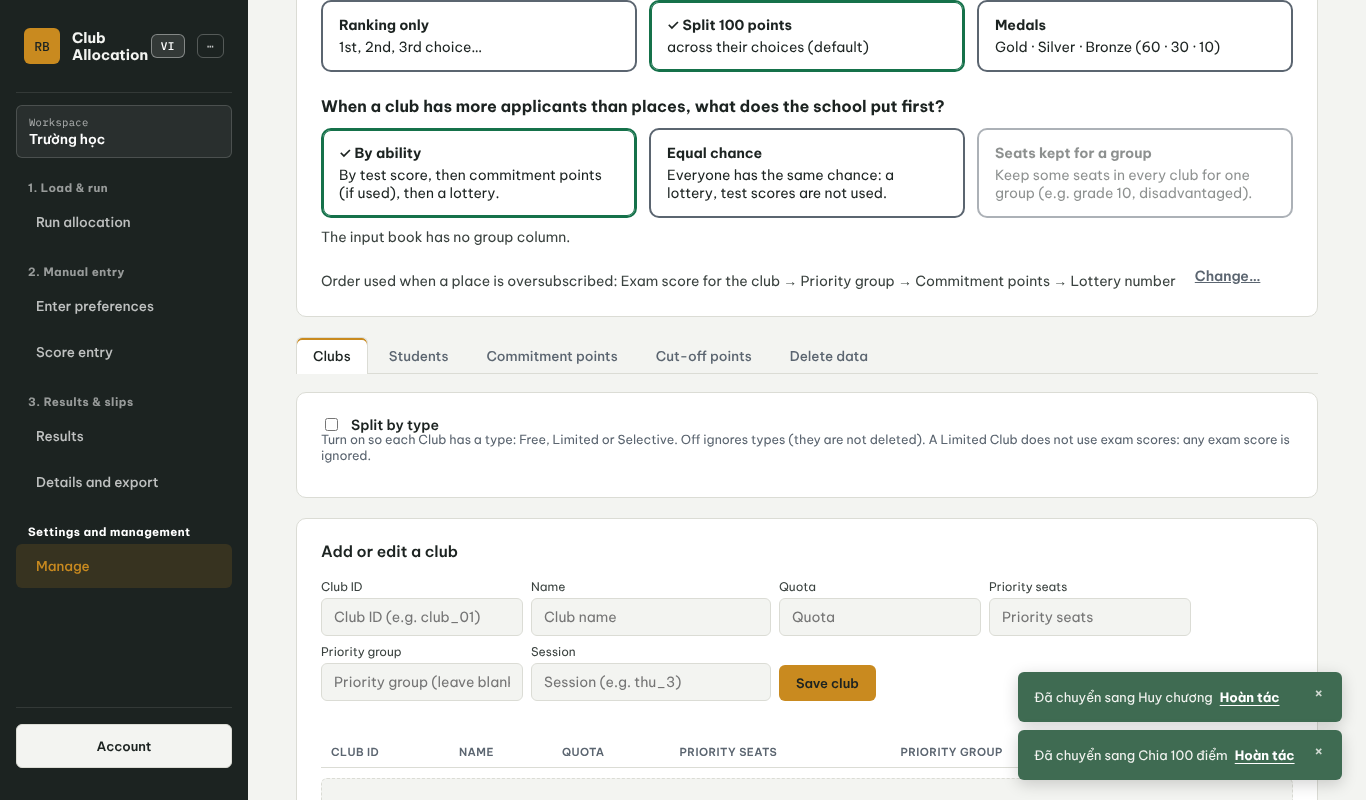 RB
Club
Allocation
VI
…
Workspace
Trường học
1. Load & run
Run allocation
2. Manual entry
Enter preferences
Score entry
3. Results & slips
Results
Details and export
Settings and management
Manage
Account
Ranking only
1st, 2nd, 3rd choice…
✓ Split 100 points
across their choices (default)
Medals
Gold · Silver · Bronze (60 · 30 · 10)
When a club has more applicants than places, what does the school put first?
✓ By ability
By test score, then commitment points
(if used), then a lottery.
Equal chance
Everyone has the same chance: a
lottery, test scores are not used.
Seats kept for a group
Keep some seats in every club for one
group (e.g. grade 10, disadvantaged).
The input book has no group column.
Order used when a place is oversubscribed: Exam score for the club → Priority group → Commitment points → Lottery number
Change…
Clubs
Students
Commitment points
Cut-off points
Delete data
Split by type
Turn on so each Club has a type: Free, Limited or Selective. Off ignores types (they are not deleted). A Limited Club does not use exam scores: any exam score is
ignored.
Add or edit a club
Club ID
Name
Quota
Priority seats
Club ID (e.g. club_01)
Club name
Quota
Priority seats
Priority group
Session
Priority group (leave blank
Session (e.g. thu_3)
Save club
CLUB ID
NAME
QUOTA
PRIORITY SEATS
PRIORITY GROUP
Đã chuyển sang Huy chương Hoàn tác ×
Đã chuyển sang Chia 100 điểm Hoàn tác ×